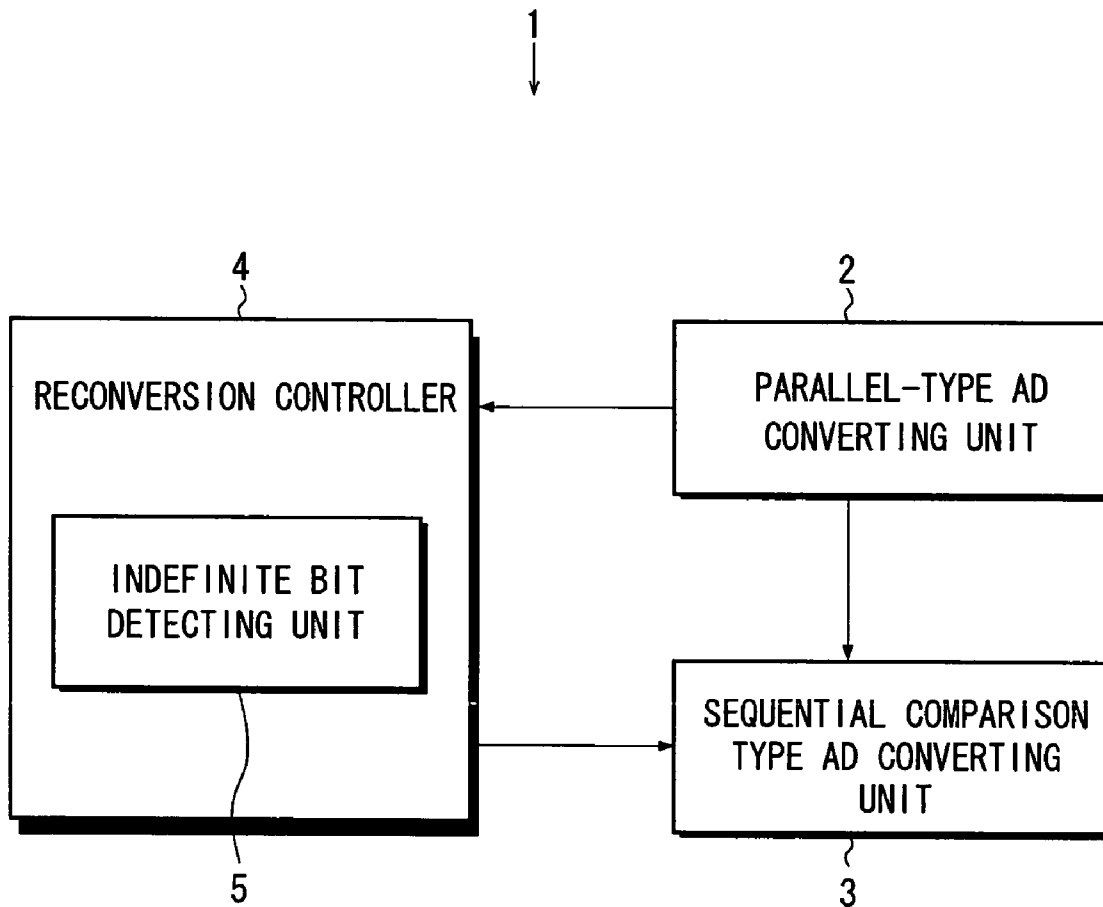 1
4
2
RECONVERSION CONTROLLER
PARALLEL-TYPE AD
CONVERTING UNIT
INDEFINITE BIT
DETECTING UNIT
SEQUENTIAL COMPARISON
TYPE AD CONVERTING
UNIT
5
3